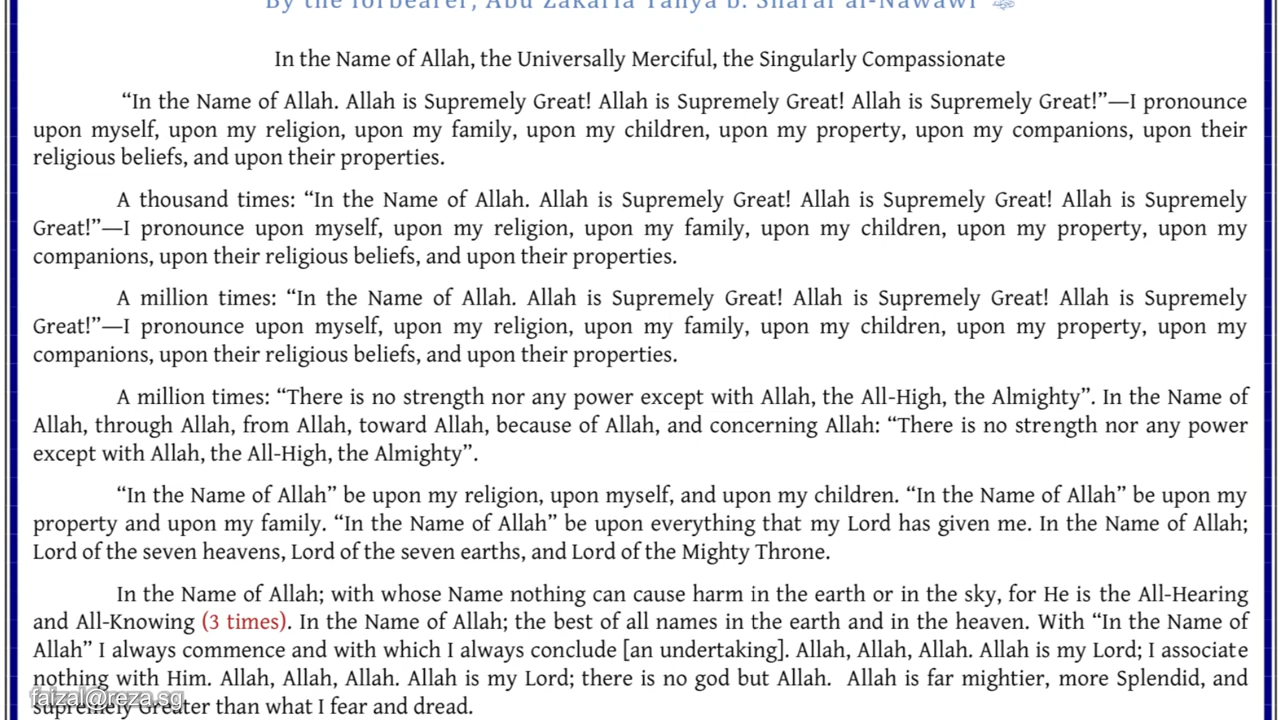 By the forbearer, Abu Zakaria Yahya b. Sharaf al-Nawawi
In the Name of Allah, the Universally Merciful, the Singularly Compassionate
“In the Name of Allah. Allah is Supremely Great! Allah is Supremely Great! Allah is Supremely Great!”—I pronounce
upon myself, upon my religion, upon my family, upon my children, upon my property, upon my companions, upon their
religious beliefs, and upon their properties.
A thousand times: “In the Name of Allah. Allah is Supremely Great! Allah is Supremely Great! Allah is Supremely
Great!”—I pronounce upon myself, upon my religion, upon my family, upon my children, upon my property, upon my
companions, upon their religious beliefs, and upon their properties.
A million times: “In the Name of Allah. Allah is Supremely Great! Allah is Supremely Great! Allah is Supremely
Great!”—I pronounce upon myself, upon my religion, upon my family, upon my children, upon my property, upon my
companions, upon their religious beliefs, and upon their properties.
A million times: “There is no strength nor any power except with Allah, the All-High, the Almighty”. In the Name of
Allah, through Allah, from Allah, toward Allah, because of Allah, and concerning Allah: “There is no strength nor any power
except with Allah, the All-High, the Almighty”.
“In the Name of Allah” be upon my religion, upon myself, and upon my children. “In the Name of Allah” be upon my
property and upon my family. “In the Name of Allah” be upon everything that my Lord has given me. In the Name of Allah;
Lord of the seven heavens, Lord of the seven earths, and Lord of the Mighty Throne.
In the Name of Allah; with whose Name nothing can cause harm in the earth or in the sky, for He is the All-Hearing
and All-Knowing (3 times). In the Name of Allah; the best of all names in the earth and in the heaven. With “In the Name of
Allah” I always commence and with which I always conclude [an undertaking]. Allah, Allah, Allah. Allah is my Lord; I associate
nothing with Him. Allah, Allah, Allah. Allah is my Lord; there is no god but Allah. Allah is far mightier, more Splendid, and
supremely Greater than what I fear and dread.
faizal@reza.sg